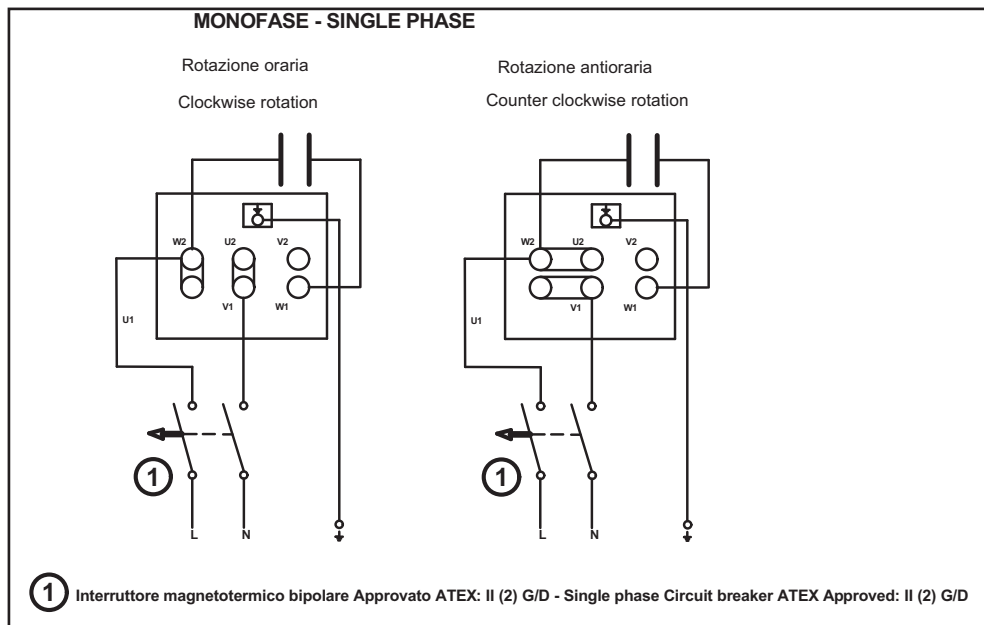 MONOFASE - SINGLE PHASE
Rotazione oraria
Clockwise rotation
Rotazione antioraria
Counter clockwise rotation
W2 U2 V2
U1 V1 W1
1
L N
W2 U2 V2
U1 V1 W1
1
L N
1 Interruttore magnetotermico bipolare Approvato ATEX: II (2) G/D - Single phase Circuit breaker ATEX Approved: II (2) G/D